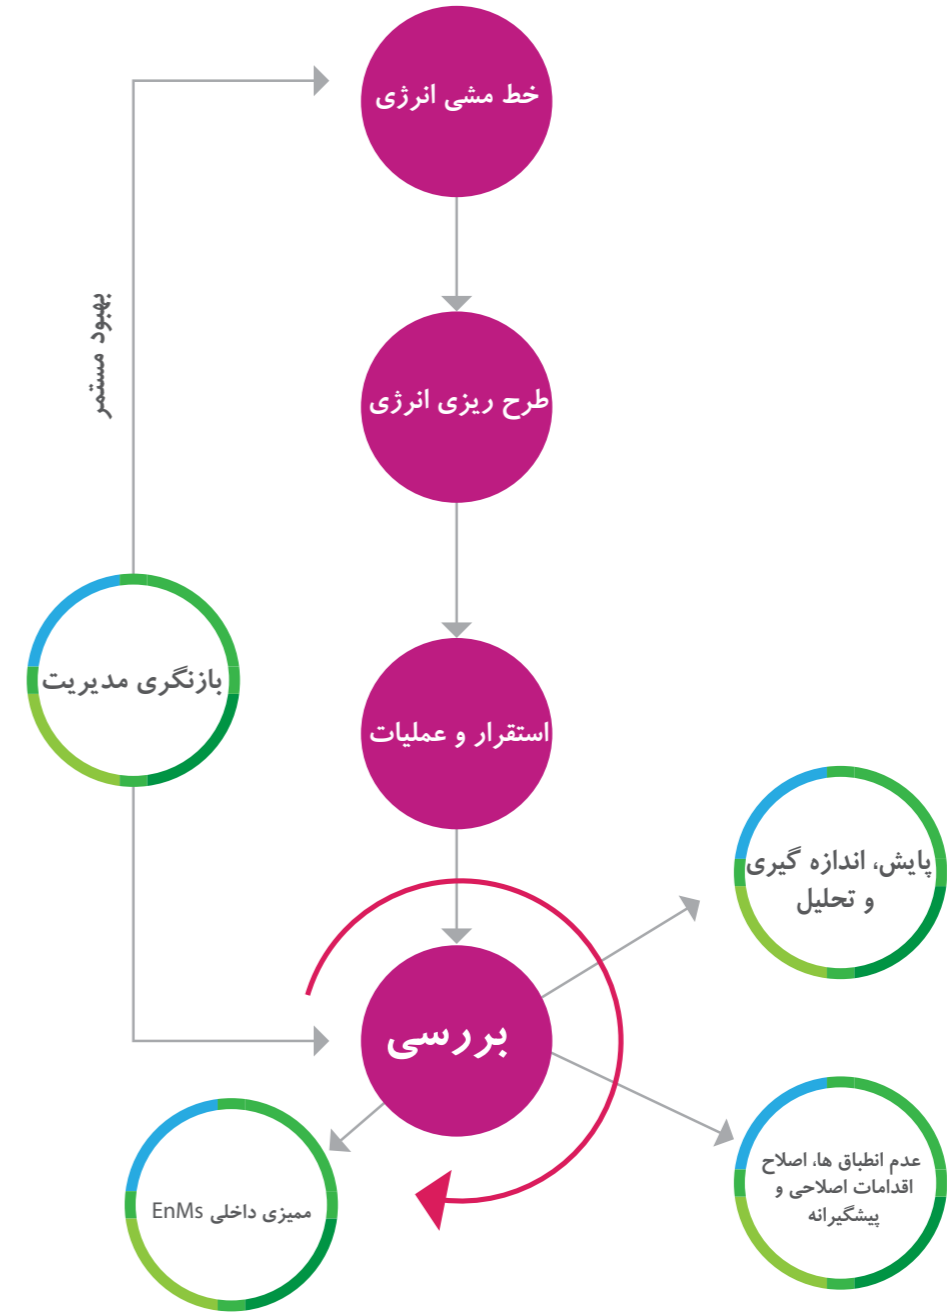 خط مشی انرژی
طرح ریزی انرژی
بهبود مستمر
بازنگری مدیریت
استقرار و عملیات
پایش، اندازه گیری
و تحلیل
بررسی
عدم انطباق ها، اصلاح
اقدامات اصلاحی و
پیشگیرانه
ممیزی داخلی EnMs